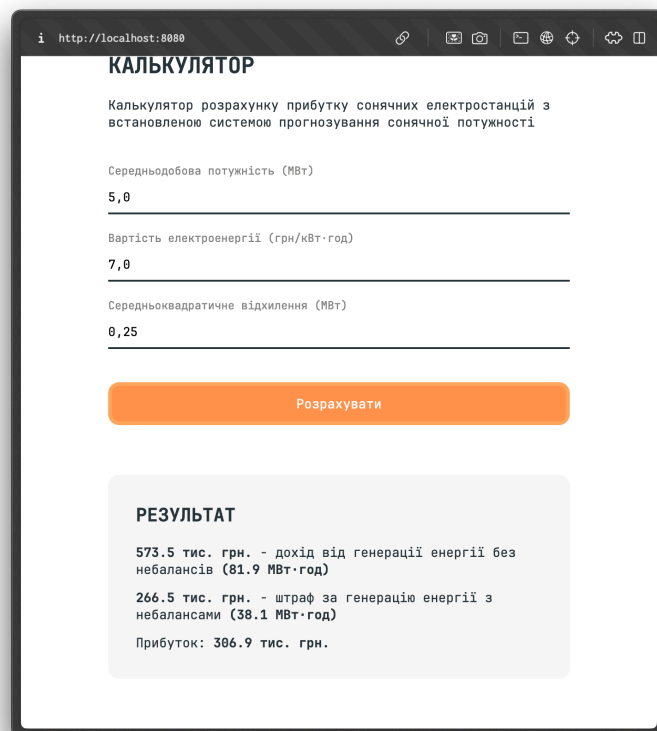 i http://localhost:8080
КАЛЬКУЛЯТОР
Калькулятор розрахунку прибутку сонячних електростанцій з
встановленою системою прогнозування сонячної потужності
Середньодобова потужність (МВт)
5,0
Вартість електроенергії (грн/кВт·год)
7,0
Середньоквадратичне відхилення (МВт)
0,25
Розрахувати
РЕЗУЛЬТАТ
573.5 тис. грн. - дохід від генерації енергії без
небалансів (81.9 МВт·год)
266.5 тис. грн. - штраф за генерацію енергії з
небалансами (38.1 МВт·год)
Прибуток: 306.9 тис. грн.